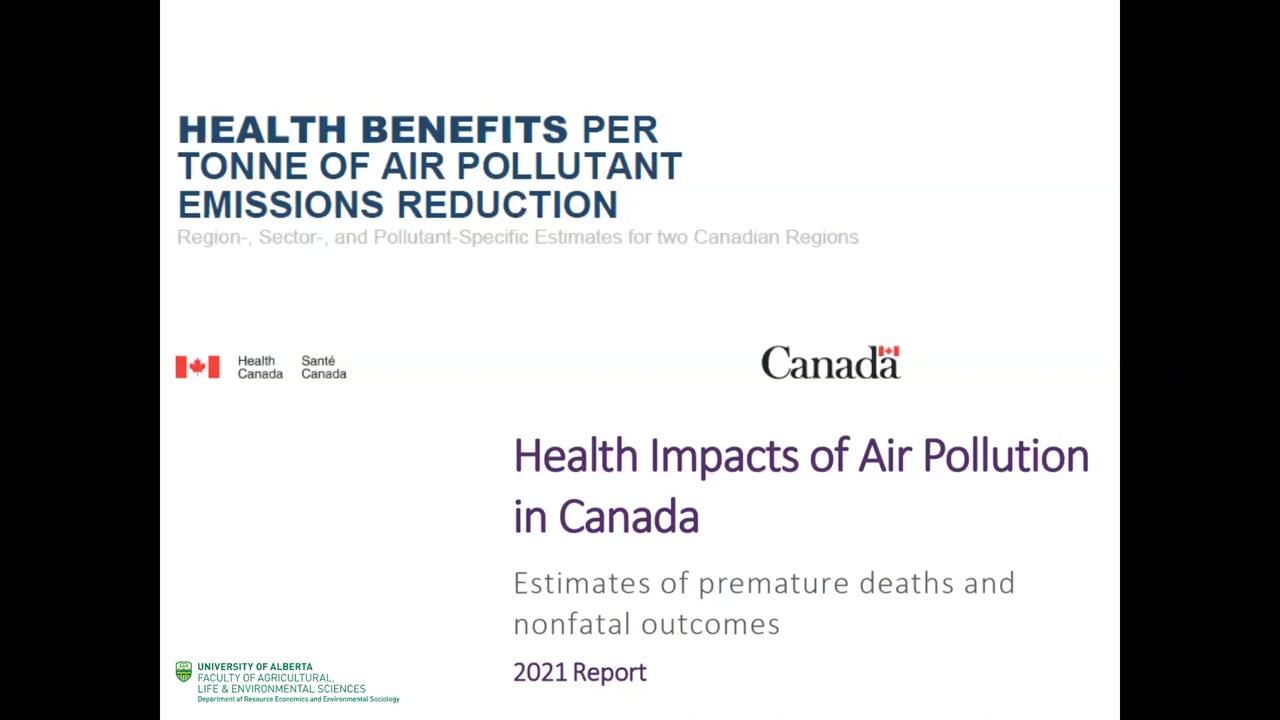 HEALTH BENEFITS PER
TONNE OF AIR POLLUTANT
EMISSIONS REDUCTION
Region-, Sector-, and Pollutant-Specific Estimates for two Canadian Regions
Health Canada
Santé Canada
Canada
Health Impacts of Air Pollution
in Canada
Estimates of premature deaths and
nonfatal outcomes
2021 Report
UNIVERSITY OF ALBERTA
FACULTY OF AGRICULTURAL,
LIFE & ENVIRONMENTAL SCIENCES
Department of Resource Economics and Environmental Sociology